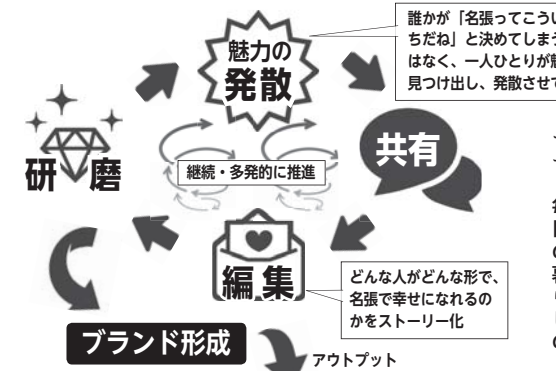 誰かが「名張ってこうい
ちだね」と決めてしまう
はなく、一人ひとりが
見つけ出し、発散させて
魅力の
発散
共有
研磨
継続・多発的に推進
編集
どんな人がどんな形で、
名張で幸せになれるの
かをストーリー化
ブランド形成
アウトプット